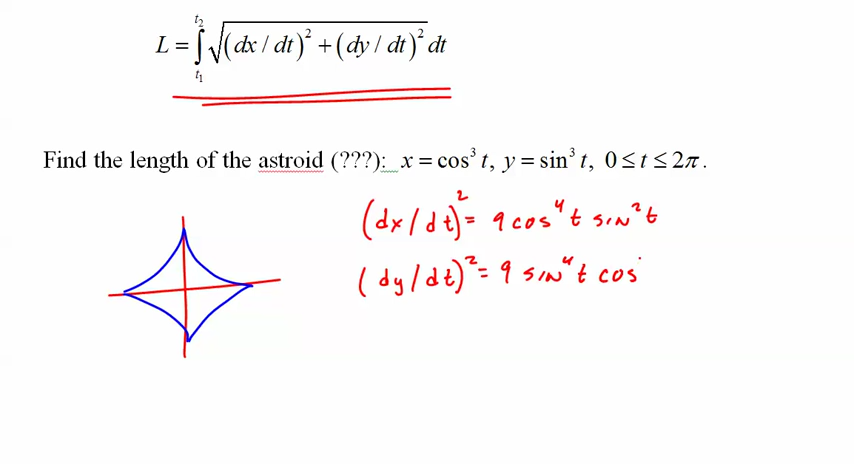 L = ∫_{t₁}^{t₂} √((dx / dt)² + (dy / dt)²) dt
Find the length of the astroid (???): x = cos³ t, y = sin³ t, 0 ≤ t ≤ 2π.
(dx/dt)² = 9 cos⁴ t sin² t
(dy/dt)² = 9 sin⁴ t cos